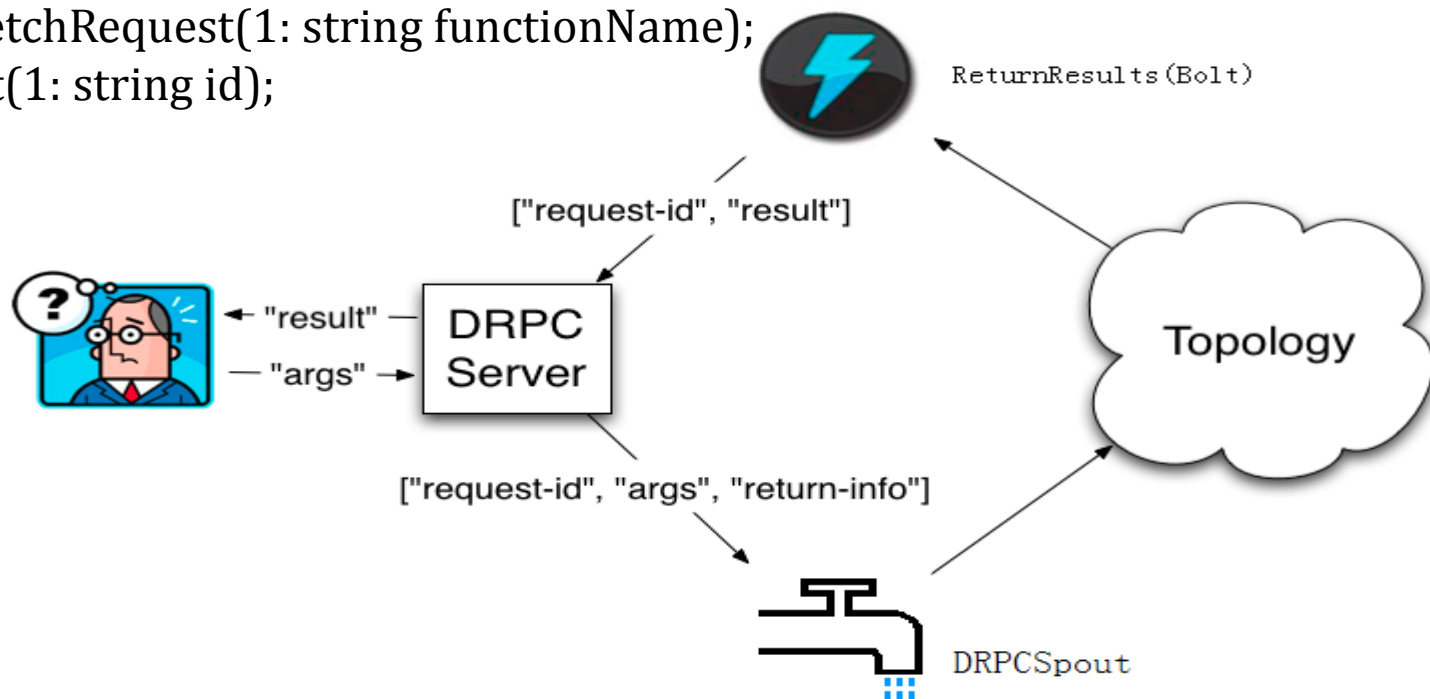 etchRequest(1: string functionName);
t(1: string id);
ReturnResults(Bolt)
["request-id", "result"]
?
"result"
"args"
DRPC
Server
Topology
["request-id", "args", "return-info"]
DRPCSpout